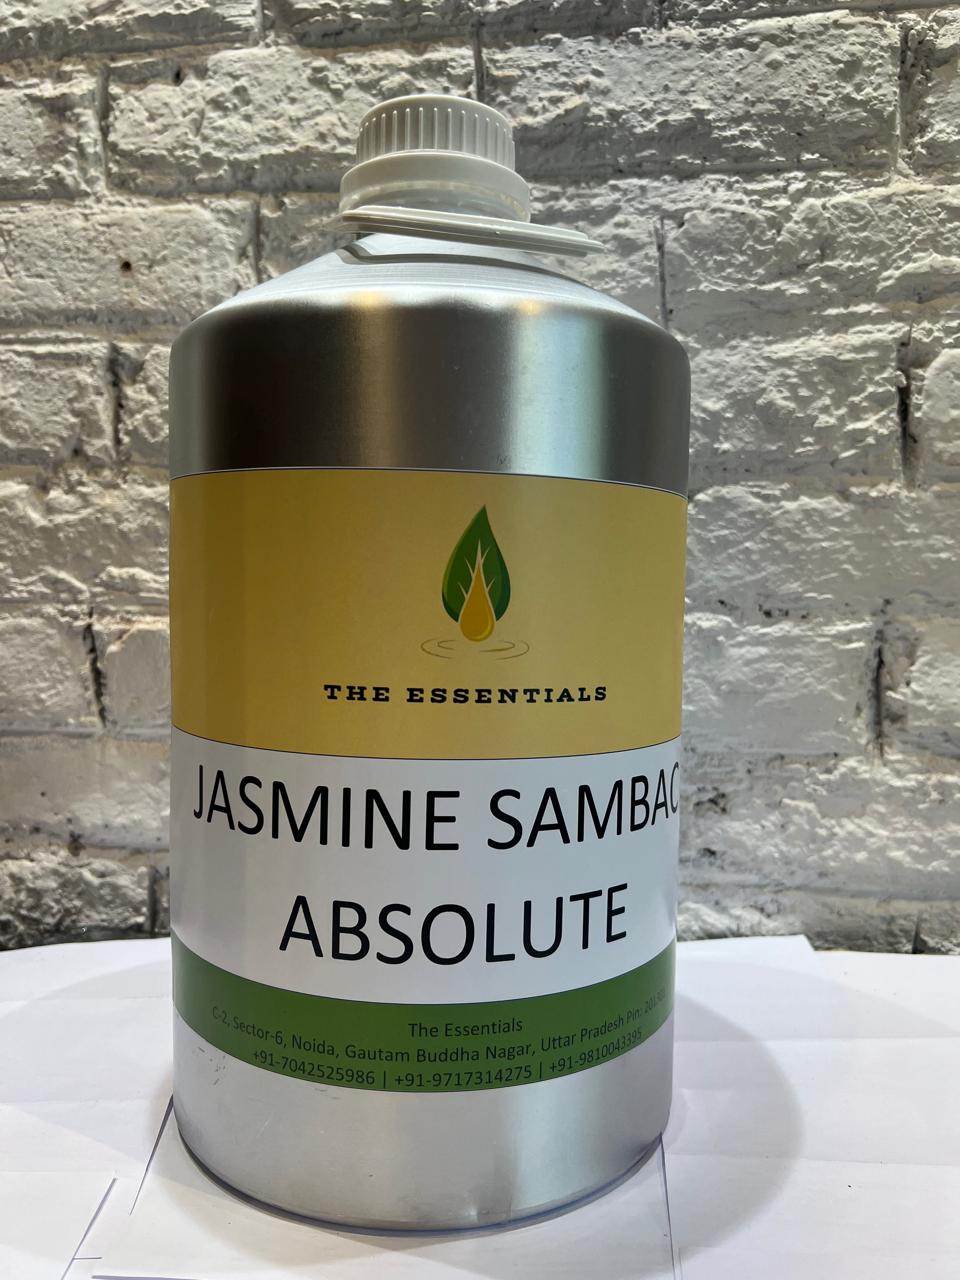 THE ESSENTIALS
JASMINE SAMBAC
ABSOLUTE
The Essentials
C-2, Sector-6, Noida, Gautam Buddha Nagar, Uttar Pradesh Pin: 201301
+91-7042525986 | +91-9717314275 | +91-9810043395